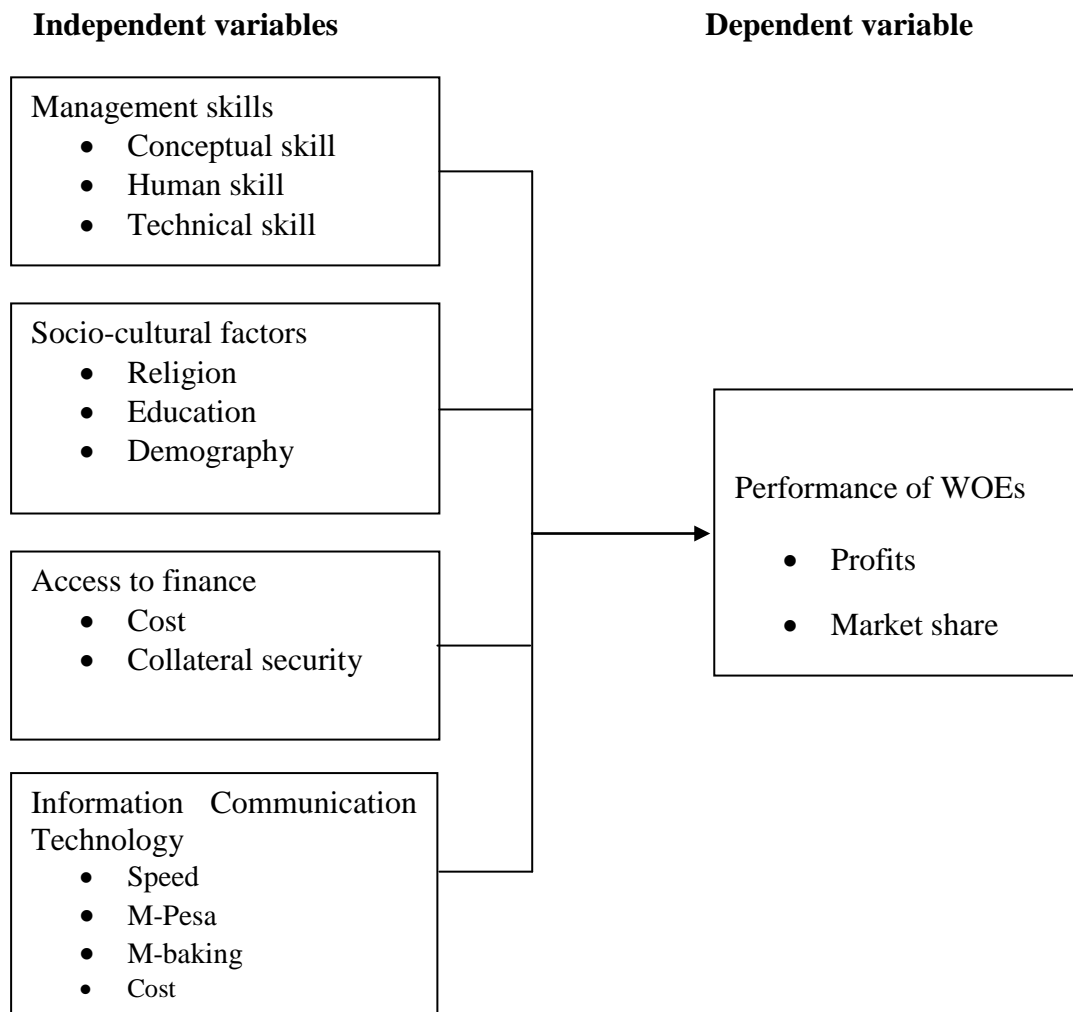 Independent variables
Dependent variable
Management skills
• Conceptual skill
• Human skill
• Technical skill
Socio-cultural factors
• Religion
• Education
• Demography
Access to finance
• Cost
• Collateral security
Information Communication
Technology
• Speed
• M-Pesa
• M-baking
• Cost
Performance of WOEs
• Profits
• Market share